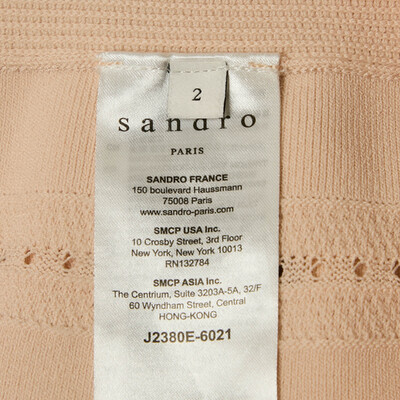 2
sandro
PARIS
SANDRO FRANCE
150 boulevard Haussmann
75008 Paris
www.sandro-paris.com
SMCP USA Inc.
10 Crosby Street, 3rd Floor
New York, New York 10013
RN132784
SMCP ASIA Inc.
The Centrium, Suite 3203A-5A, 32/F
60 Wyndham Street, Central
HONG-KONG
J2380E-6021